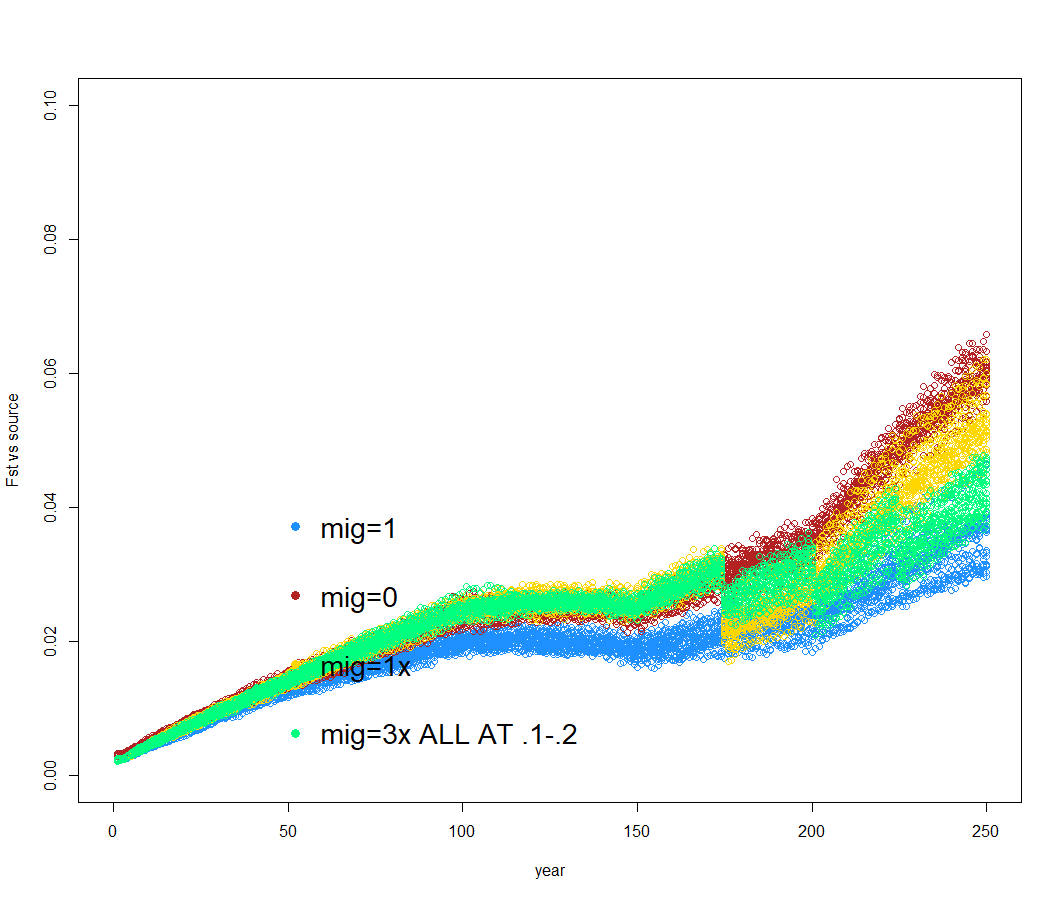 0.10
0.08
0.06
0.04
0.02
0.00
Fst vs source
mig=1
mig=0
mig=1x
mig=3x ALL AT .1-.2
0 50 100 150 200 250
year